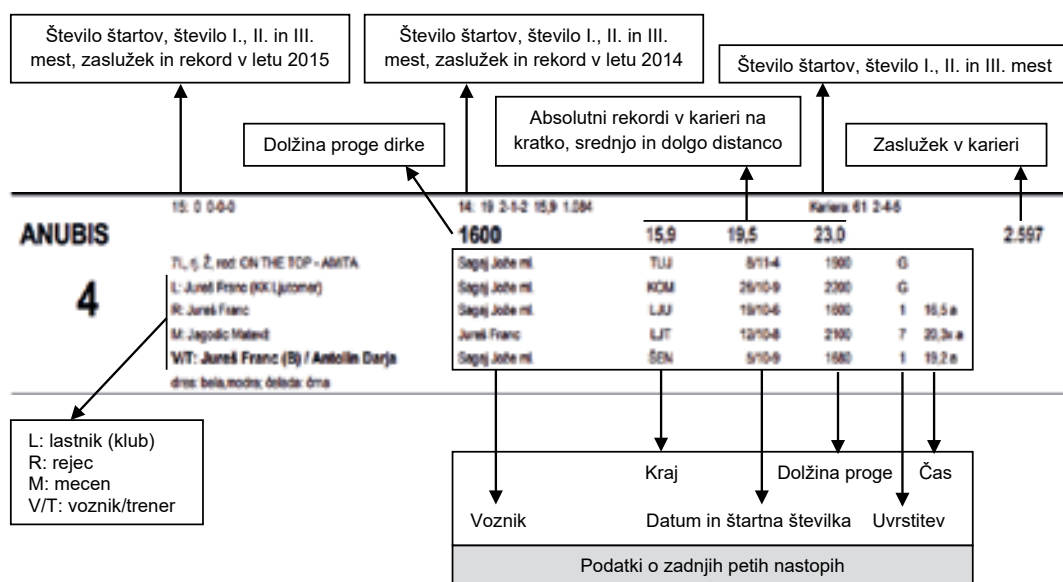 Število štartov, število I., II. in III.
mest, zaslužek in rekord v letu 2015
Število štartov, število I., II. in III.
mest, zaslužek in rekord v letu 2014
Število štartov, število I., II. in III. mest
Dolžina proge dirke
Absolutni rekordi v karieri na
kratko, srednjo in dolgo distanco
Zaslužek v karieri
15: 0 0-0-0
14: 19 2-1-2 15,9 1.084
Kariera: 61 2-4-5
ANUBIS
1600 15,9 19,5 23,0 2.597
4
7L, rj. Ž, red: ON THE TOP - AMITA
L: Jureš Franc (KK Ljutomer)
R: Jureš Franc
M: Jagodic Matevž
V/T: Jureš Franc (B) / Antolin Darja
dres: bela,modra; čelada: črna
Sagaj Jože ml. TUJ 8/11-4 1900 G
Sagaj Jože ml. KOM 26/10-9 2200 G
Sagaj Jože ml. LJU 1600 1 16,5 a
Jureš Franc LJT 12/10-8 2100 7 20,3x a
Sagaj Jože ml. ŠEN 5/10-9 1680 1 19,2 a
L: lastnik (klub)
R: rejec
M: mecen
V/T: voznik/trener
Kraj Dolžina proge Čas
Voznik Datum in štartna številka Uvrstitev
Podatki o zadnjih petih nastopih